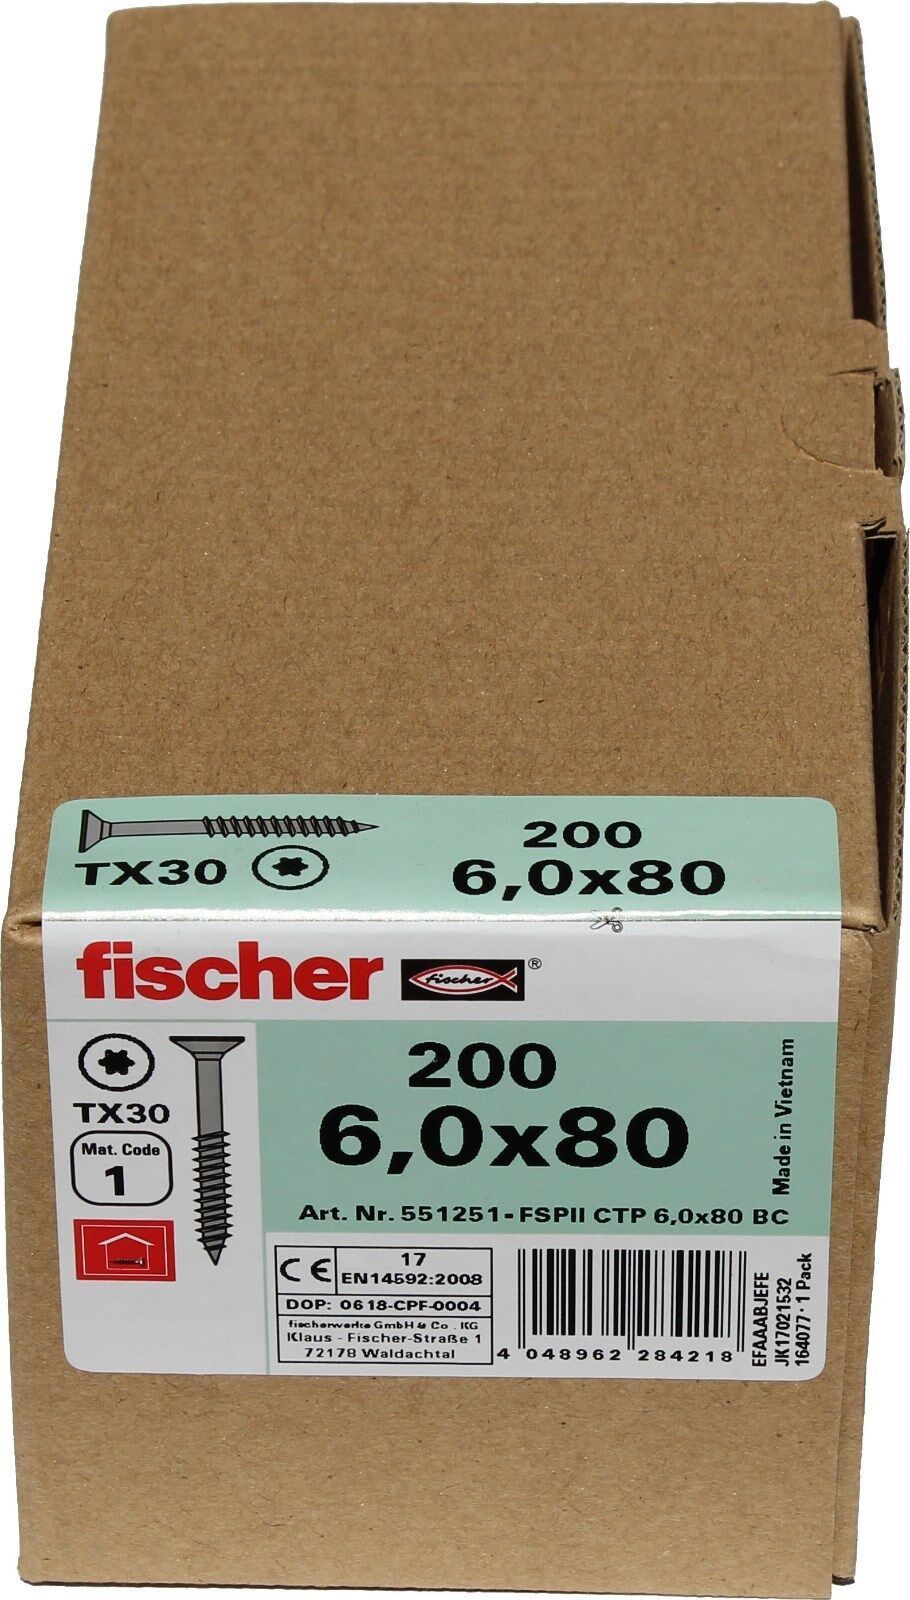 200
TX30
6,0x80
fischer
fischer ®
200
TX30
6,0x80
Mat. Code
1
Art. Nr. 551251-FSPII CTP 6,0x80 BC
Made in Vietnam
CE
17
EN14592:2008
DOP: 0618-CPF-0004
fischerwerke GmbH & Co. KG
Klaus - Fischer-Straße 1
72178 Waldachtal
4 048962 284218
EFAAABJEFE
JK17021532
164077 · 1 Pack